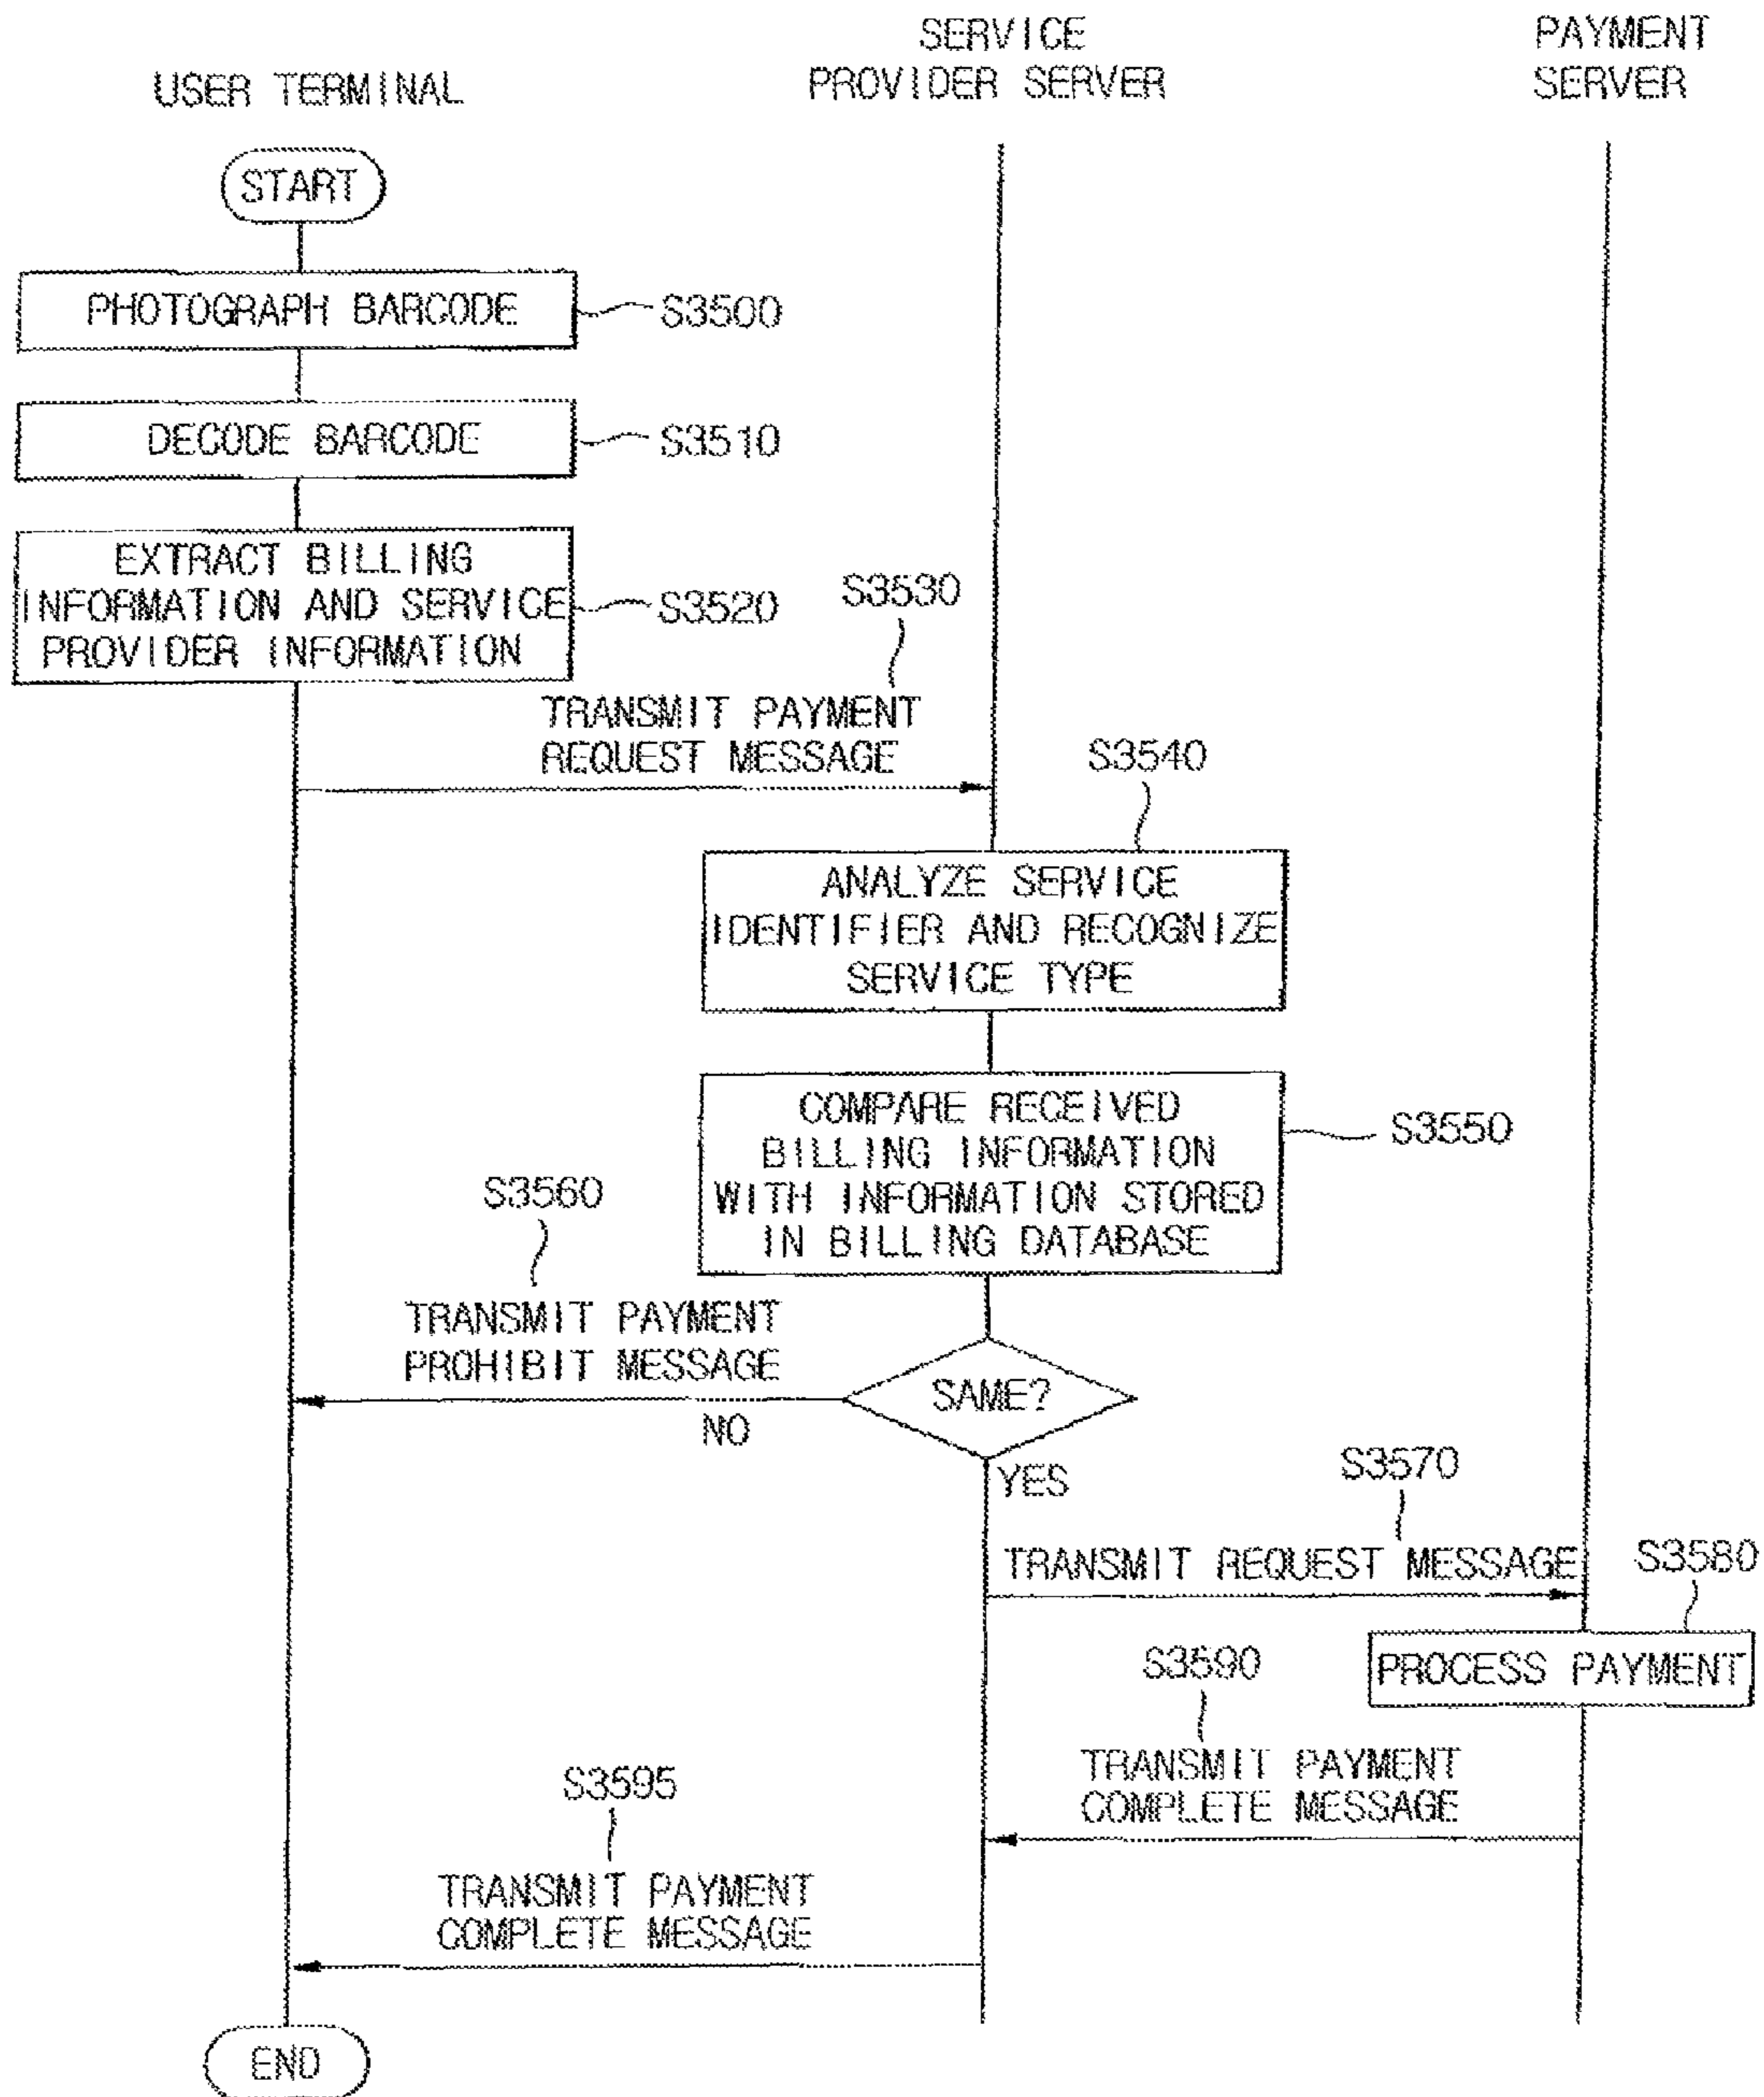 USER TERMINAL
SERVICE
PROVIDER SERVER
PAYMENT
SERVER
START
PHOTOGRAPH BARCODE
S3500
DECODE BARCODE
S3510
EXTRACT BILLING
INFORMATION AND SERVICE
PROVIDER INFORMATION
S3520
S3530
TRANSMIT PAYMENT
REQUEST MESSAGE
S3540
ANALYZE SERVICE
IDENTIFIER AND RECOGNIZE
SERVICE TYPE
COMPARE RECEIVED
BILLING INFORMATION
WITH INFORMATION STORED
IN BILLING DATABASE
S3550
S3560
TRANSMIT PAYMENT
PROHIBIT MESSAGE
SAME?
NO
YES
S3570
TRANSMIT REQUEST MESSAGE
S3580
PROCESS PAYMENT
S3590
TRANSMIT PAYMENT
COMPLETE MESSAGE
S3595
TRANSMIT PAYMENT
COMPLETE MESSAGE
END